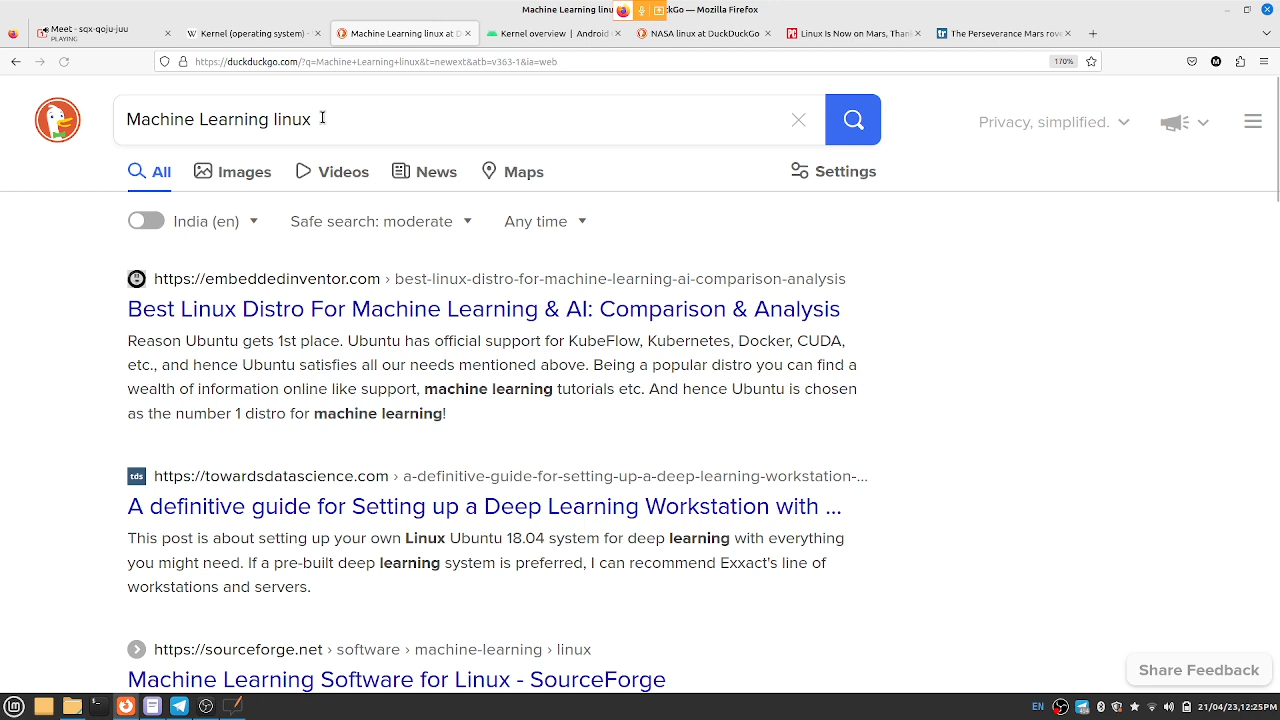 Machine Learning linu
kGo — Mozilla Firefox
Meet - sqx-qoju-juu
PLAYING
Kernel (operating system) -
Machine Learning linux at D
Kernel overview | Android
NASA linux at DuckDuckGo
Linux Is Now on Mars, Than
The Perseverance Mars rove
https://duckduckgo.com/?q=Machine+Learning+linux&t=newext&atb=v363-1&ia=web
170%
Machine Learning linux
Privacy, simplified.
All
Images
Videos
News
Maps
Settings
India (en)
Safe search: moderate
Any time
https://embeddedinventor.com › best-linux-distro-for-machine-learning-ai-comparison-analysis
Best Linux Distro For Machine Learning & AI: Comparison & Analysis
Reason Ubuntu gets 1st place. Ubuntu has official support for KubeFlow, Kubernetes, Docker, CUDA,
etc., and hence Ubuntu satisfies all our needs mentioned above. Being a popular distro you can find a
wealth of information online like support, machine learning tutorials etc. And hence Ubuntu is chosen
as the number 1 distro for machine learning!
tds
https://towardsdatascience.com › a-definitive-guide-for-setting-up-a-deep-learning-workstation-...
A definitive guide for Setting up a Deep Learning Workstation with ...
This post is about setting up your own Linux Ubuntu 18.04 system for deep learning with everything
you might need. If a pre-built deep learning system is preferred, I can recommend Exxact's line of
workstations and servers.
https://sourceforge.net › software › machine-learning › linux
Machine Learning Software for Linux - SourceForge
Share Feedback
EN
21/04/23,12:25PM